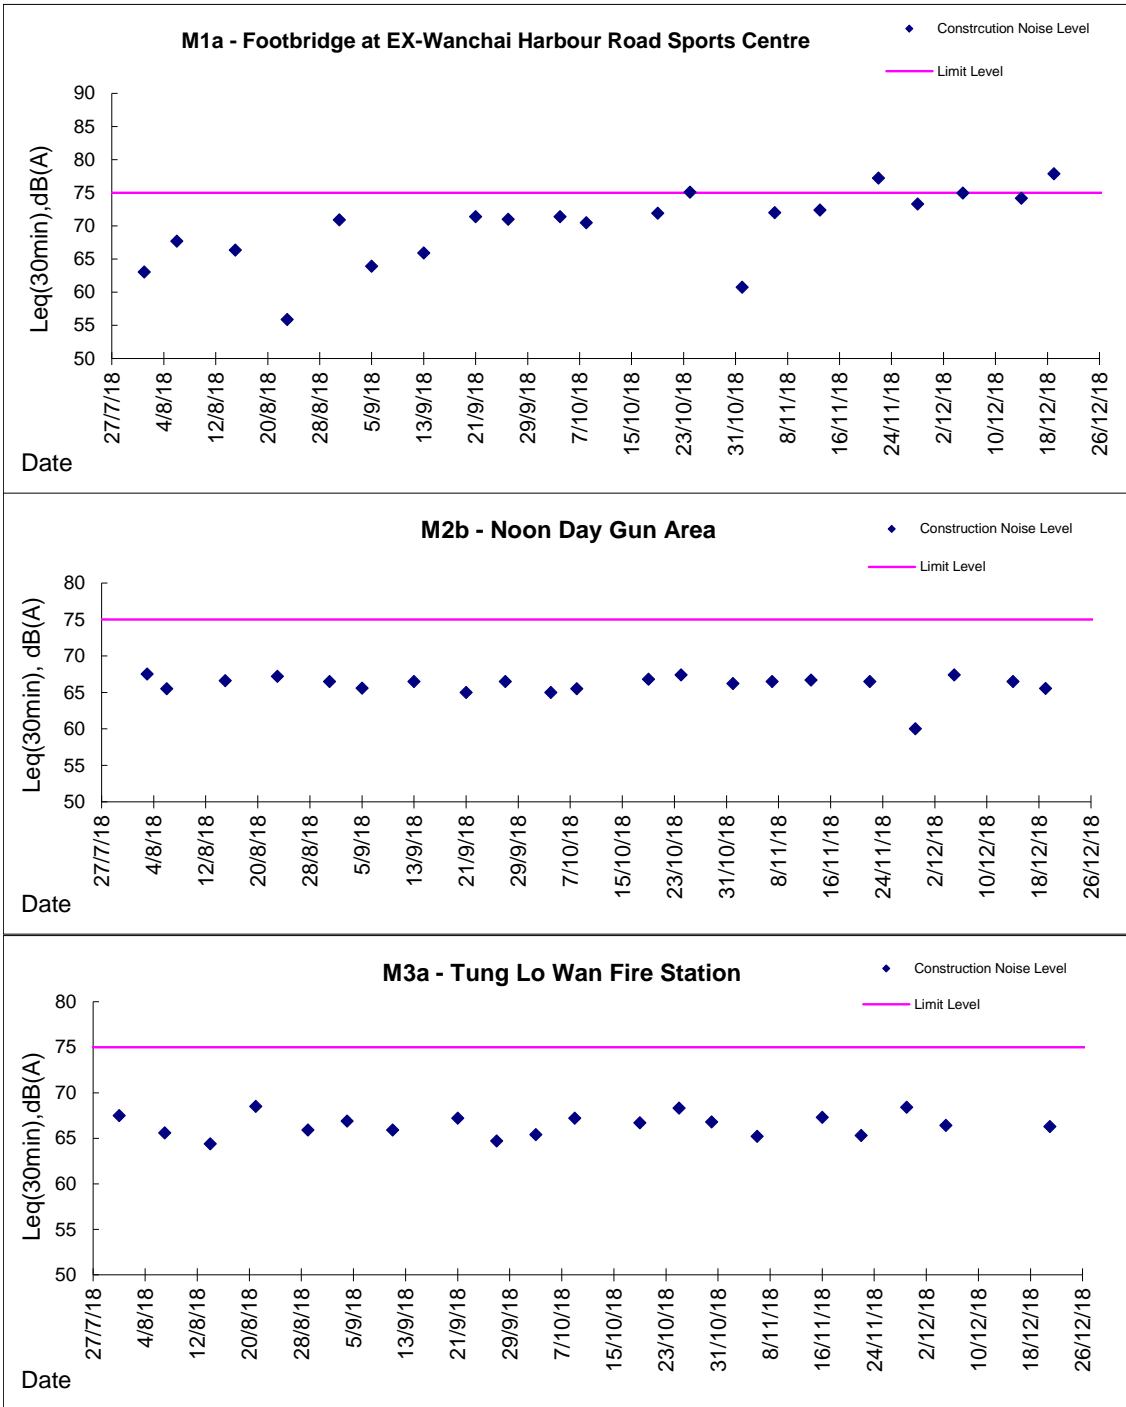 M1a - Footbridge at EX-Wanchai Harbour Road Sports Centre
Constrcution Noise Level
Limit Level
Leq(30min),dB(A)
90
85
80
75
70
65
60
55
50
27/7/18 4/8/18 12/8/18 20/8/18 28/8/18 5/9/18 13/9/18 21/9/18 29/9/18 7/10/18 15/10/18 23/10/18 31/10/18 8/11/18 16/11/18 24/11/18 2/12/18 10/12/18 18/12/18 26/12/18
Date
M2b - Noon Day Gun Area
Construction Noise Level
Limit Level
Leq(30min), dB(A)
80
75
70
65
60
55
50
27/7/18 4/8/18 12/8/18 20/8/18 28/8/18 5/9/18 13/9/18 21/9/18 29/9/18 7/10/18 15/10/18 23/10/18 31/10/18 8/11/18 16/11/18 24/11/18 2/12/18 10/12/18 18/12/18 26/12/18
Date
M3a - Tung Lo Wan Fire Station
Construction Noise Level
Limit Level
Leq(30min),dB(A)
80
75
70
65
60
55
50
27/7/18 4/8/18 12/8/18 20/8/18 28/8/18 5/9/18 13/9/18 21/9/18 29/9/18 7/10/18 15/10/18 23/10/18 31/10/18 8/11/18 16/11/18 24/11/18 2/12/18 10/12/18 18/12/18 26/12/18
Date